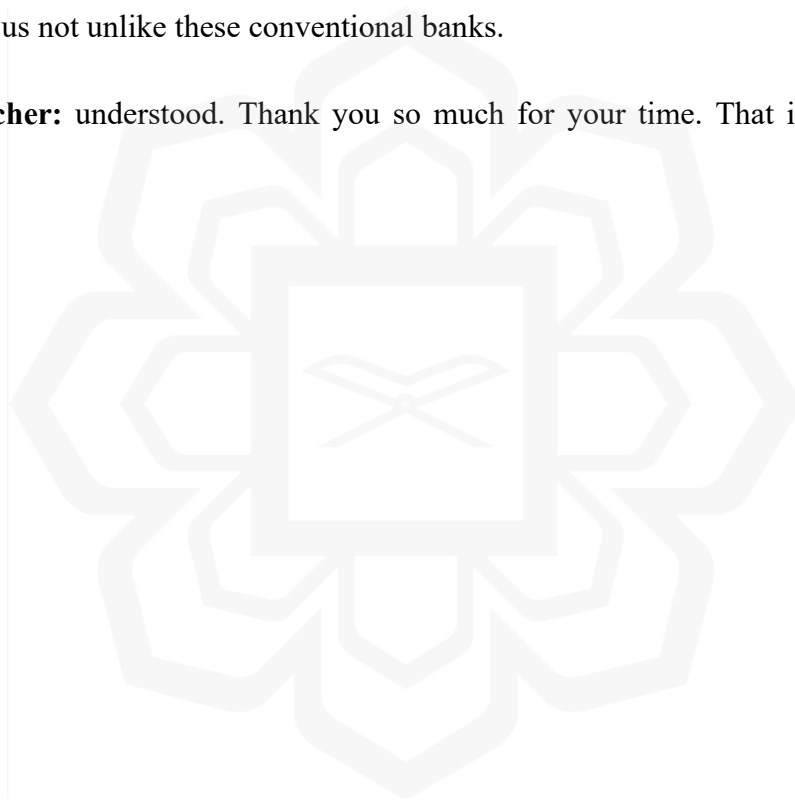 us not unlike these conventional banks.
cher: understood. Thank you so much for your time. That i